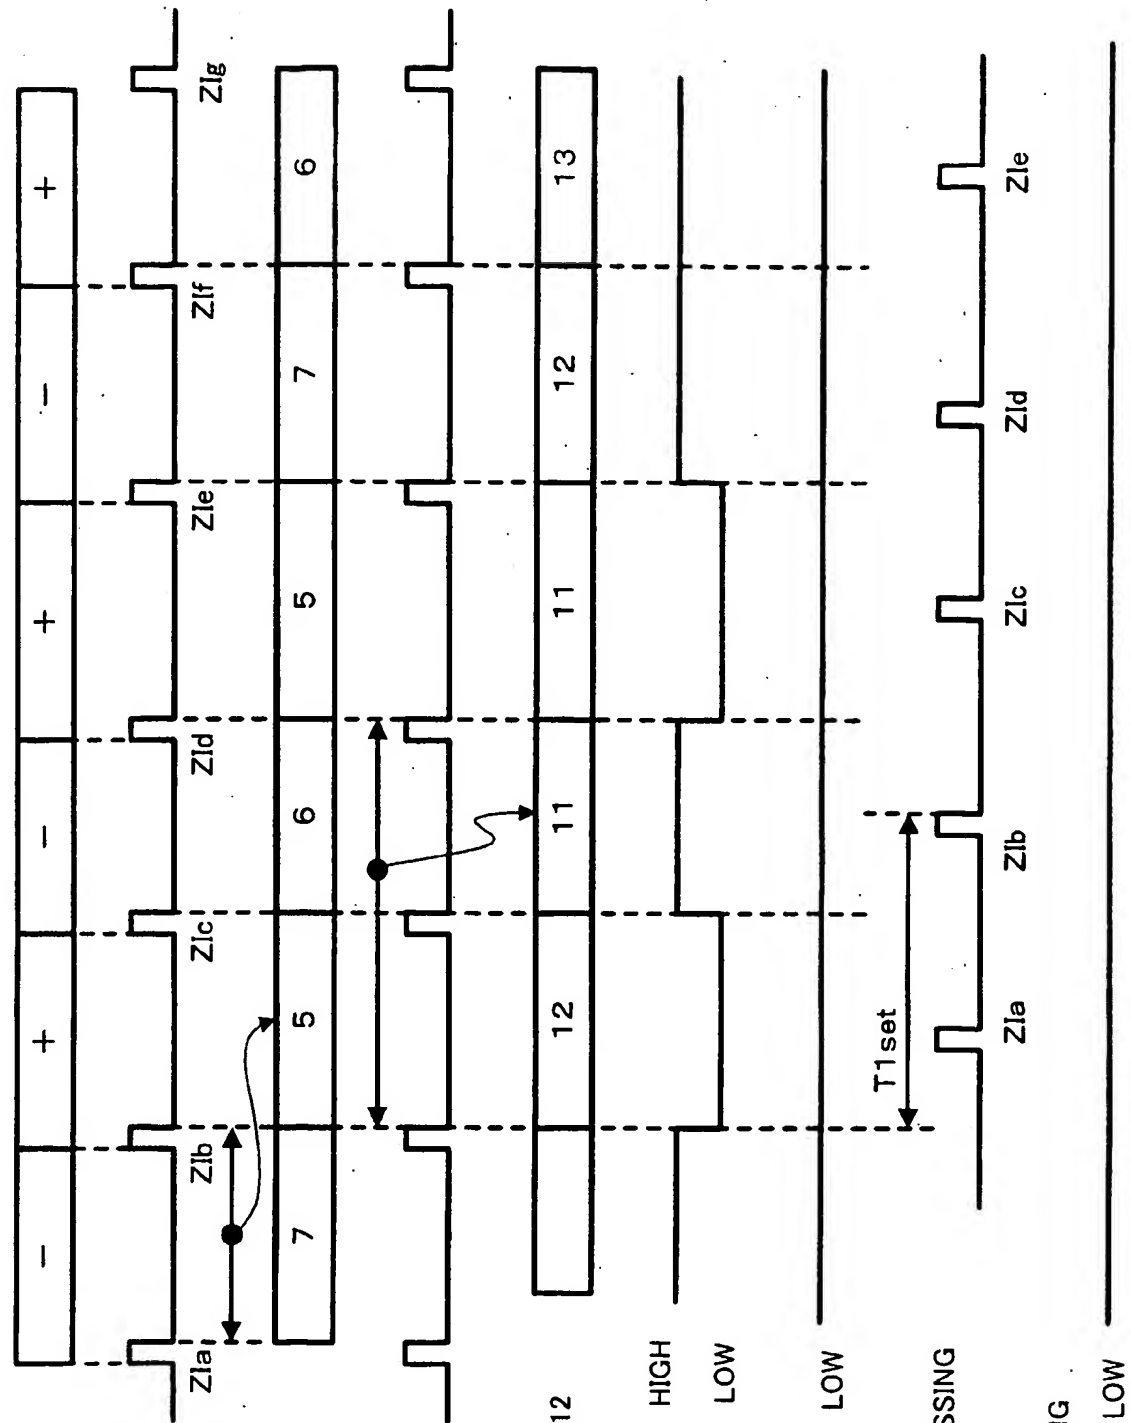 − + − + − +
ZIa ZIb ZIc ZId ZIe ZIf ZIg
7 5 6 5 7 6
12 12 11 11 12 13
HIGH
LOW
LOW
T1set
SSING
ZIa ZIb ZIc ZId ZIe
NG
LOW